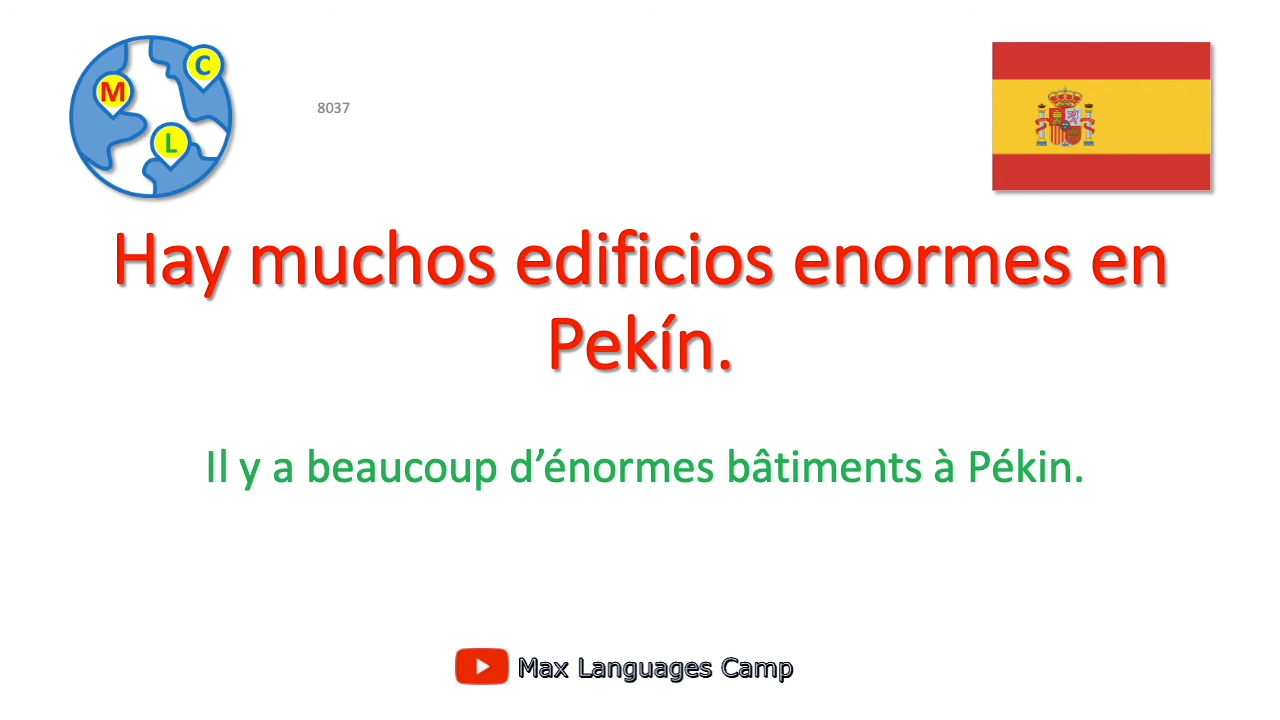 M
C
L
8037
Hay muchos edificios enormes en
Pekín.
Il y a beaucoup d’énormes bâtiments à Pékin.
Max Languages Camp